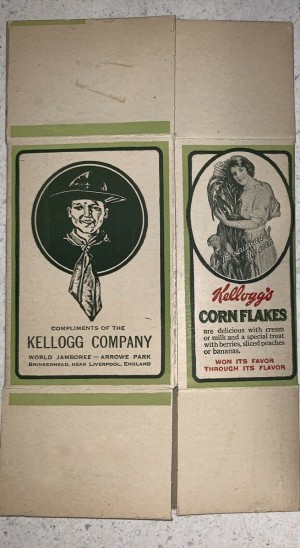 COMPLIMENTS OF THE
KELLOGG COMPANY
WORLD JAMBOREE — ARROWE PARK
BIRKENHEAD, NEAR LIVERPOOL, ENGLAND
Kellogg's
CORN FLAKES
are delicious with cream
or milk and a special treat
with berries, sliced peaches
or bananas.
WON ITS FAVOR
THROUGH ITS FLAVOR